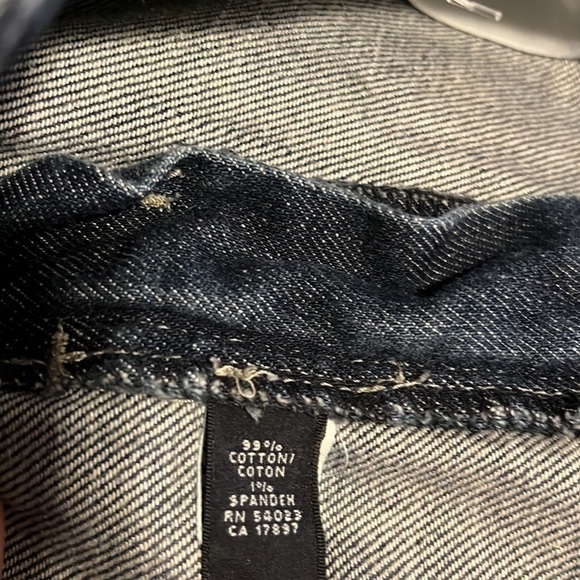 99%
COTTON/
COTON
1%
SPANDEX
RN 54023
CA 17897